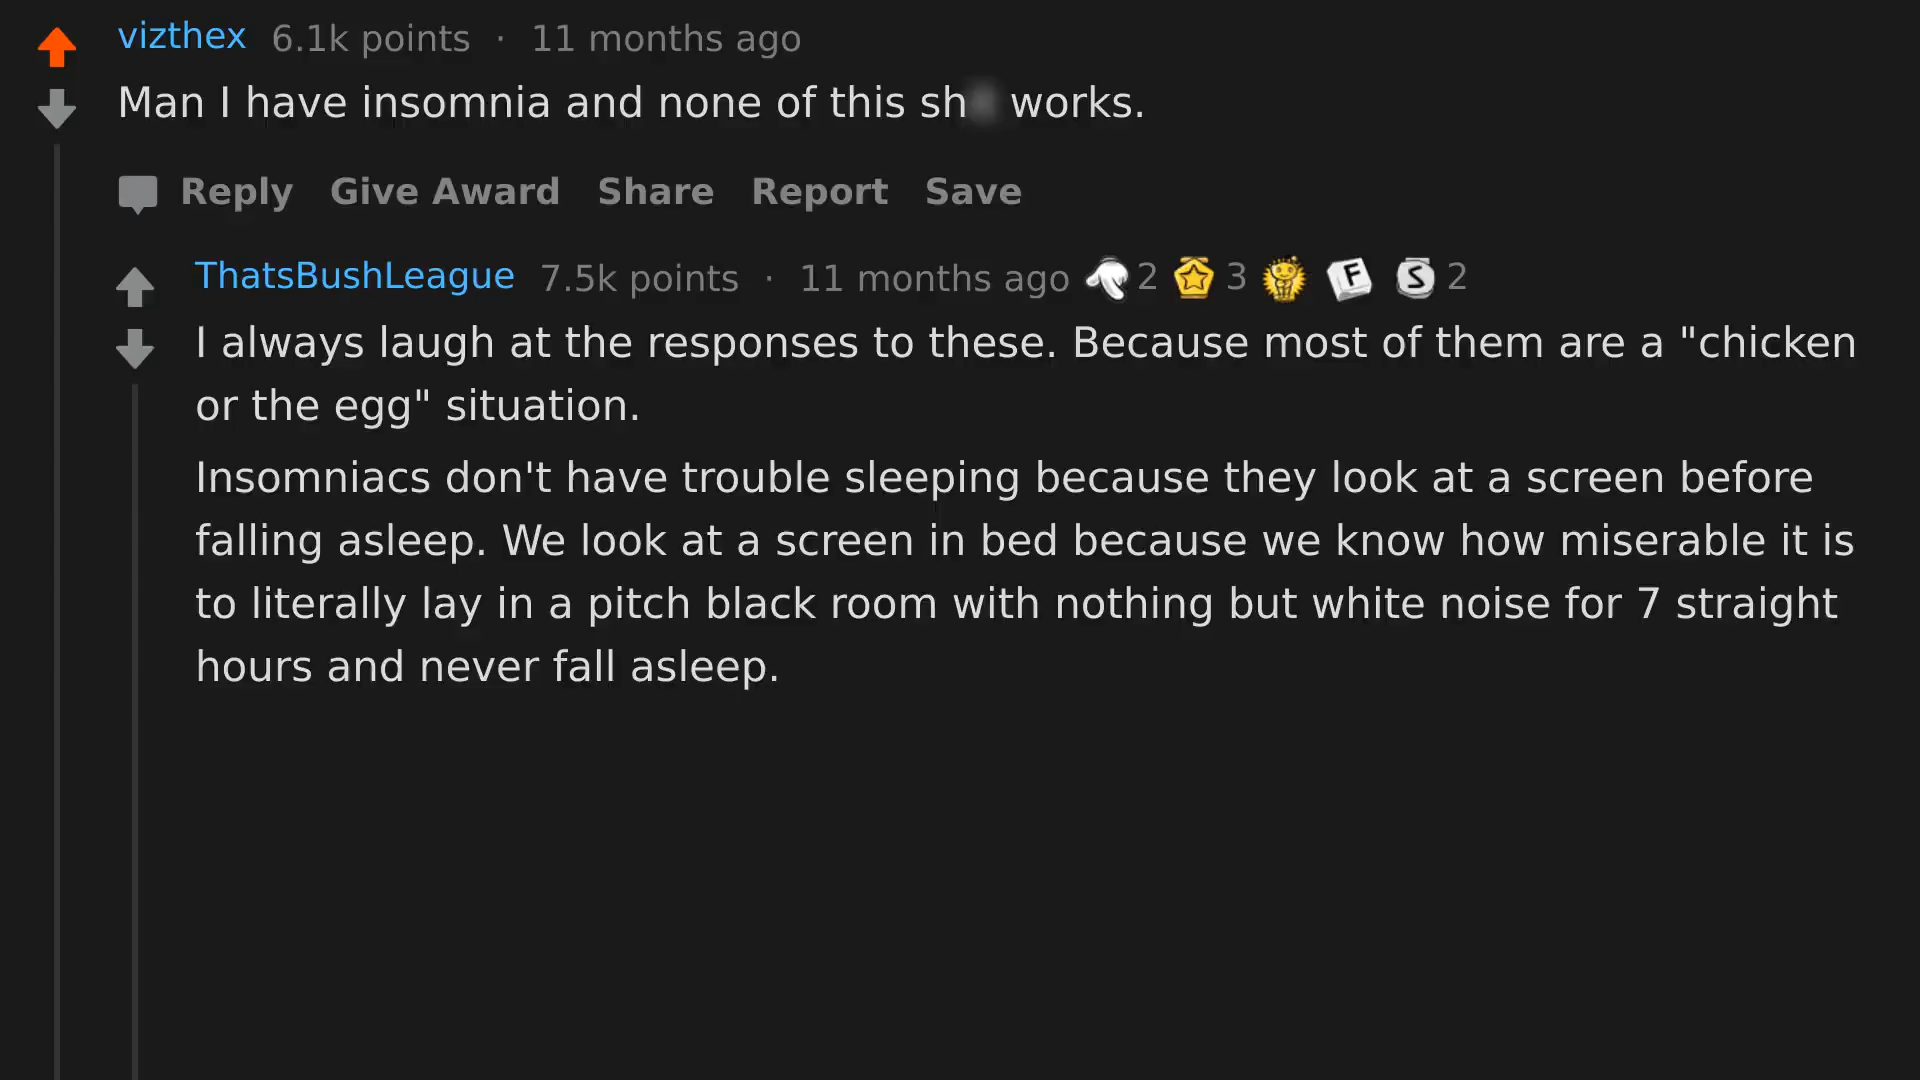 vizthex 6.1k points · 11 months ago
Man I have insomnia and none of this sh works.
Reply Give Award Share Report Save
ThatsBushLeague 7.5k points · 11 months ago 2 3 F S 2
I always laugh at the responses to these. Because most of them are a "chicken
or the egg" situation.
Insomniacs don't have trouble sleeping because they look at a screen before
falling asleep. We look at a screen in bed because we know how miserable it is
to literally lay in a pitch black room with nothing but white noise for 7 straight
hours and never fall asleep.